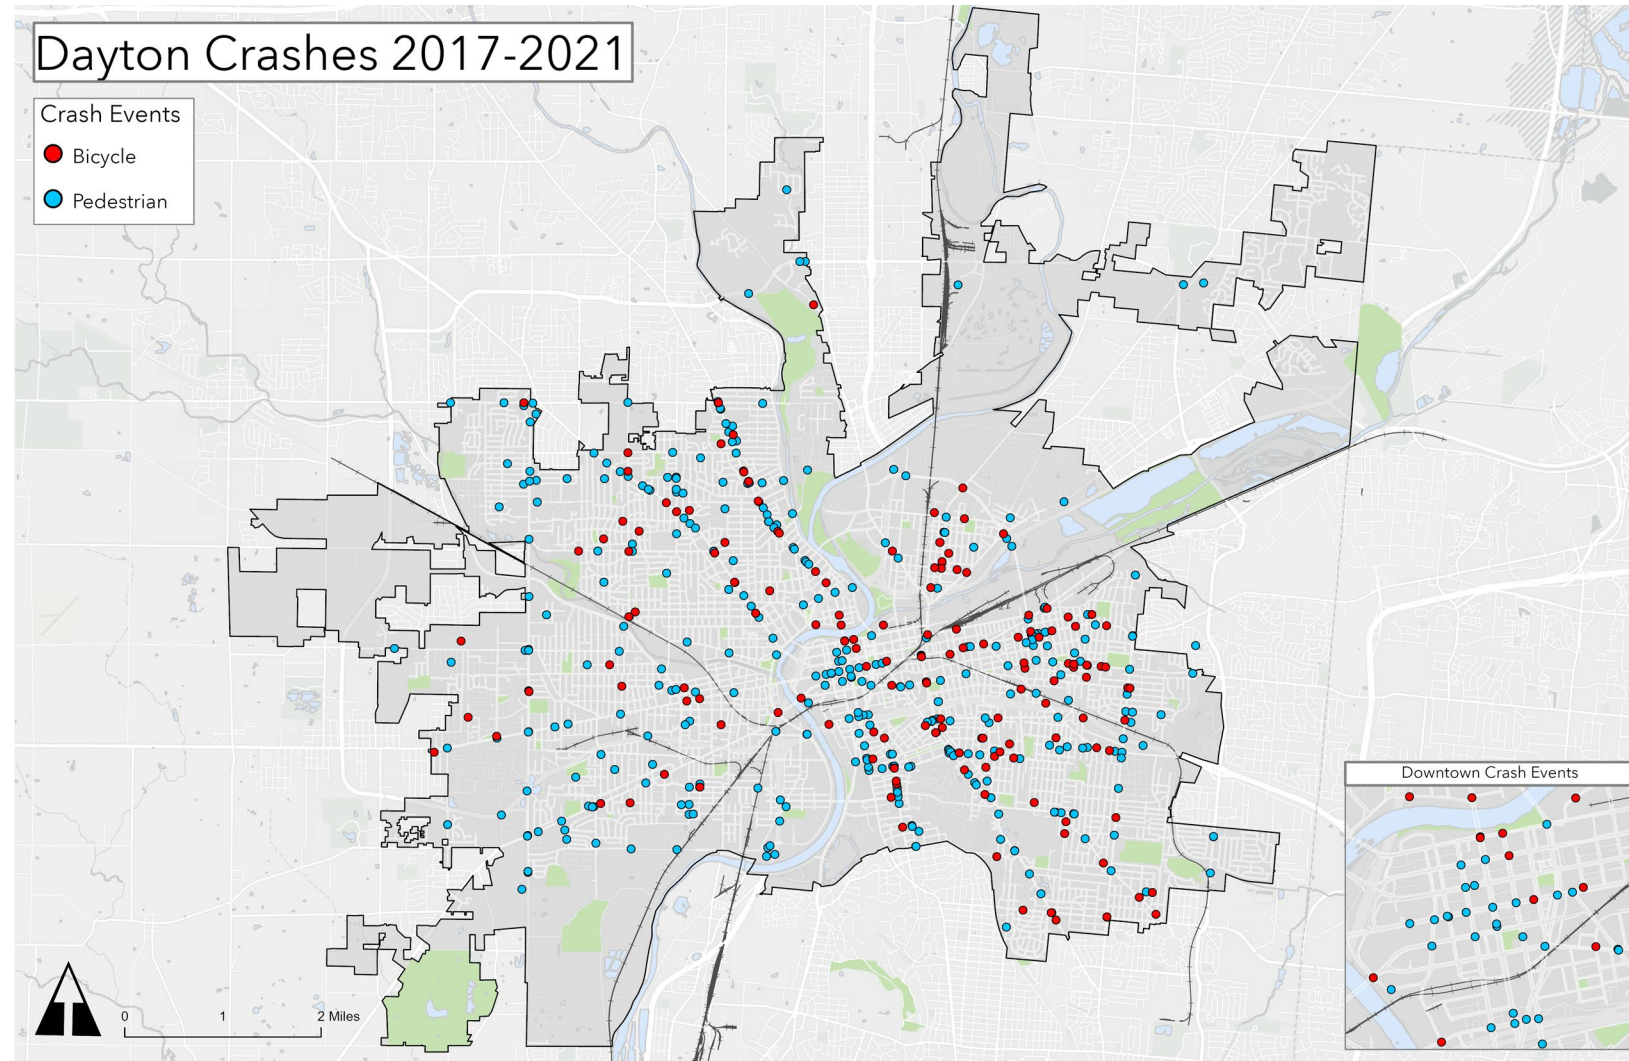 Dayton Crashes 2017-2021
Crash Events
Bicycle
Pedestrian
Downtown Crash Events
0 1 2 Miles